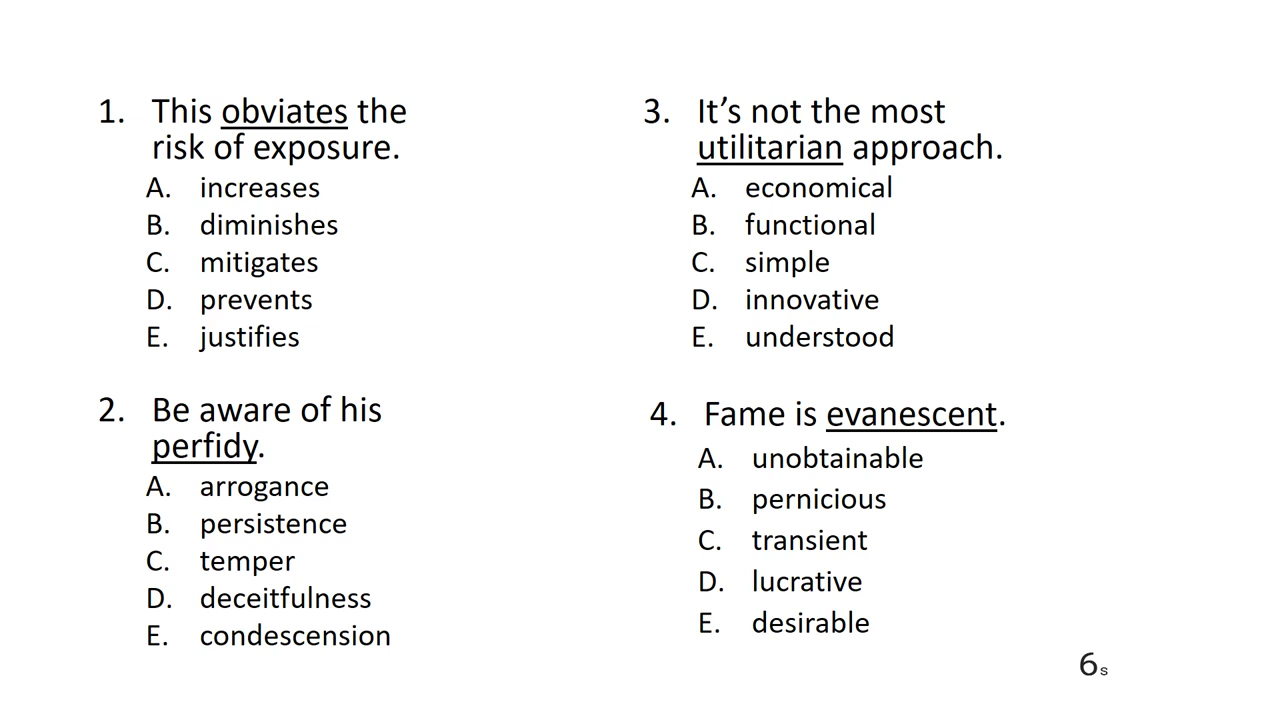 1. This obviates the
risk of exposure.
A. increases
B. diminishes
C. mitigates
D. prevents
E. justifies
2. Be aware of his
perfidy.
A. arrogance
B. persistence
C. temper
D. deceitfulness
E. condescension
3. It’s not the most
utilitarian approach.
A. economical
B. functional
C. simple
D. innovative
E. understood
4. Fame is evanescent.
A. unobtainable
B. pernicious
C. transient
D. lucrative
E. desirable
6s